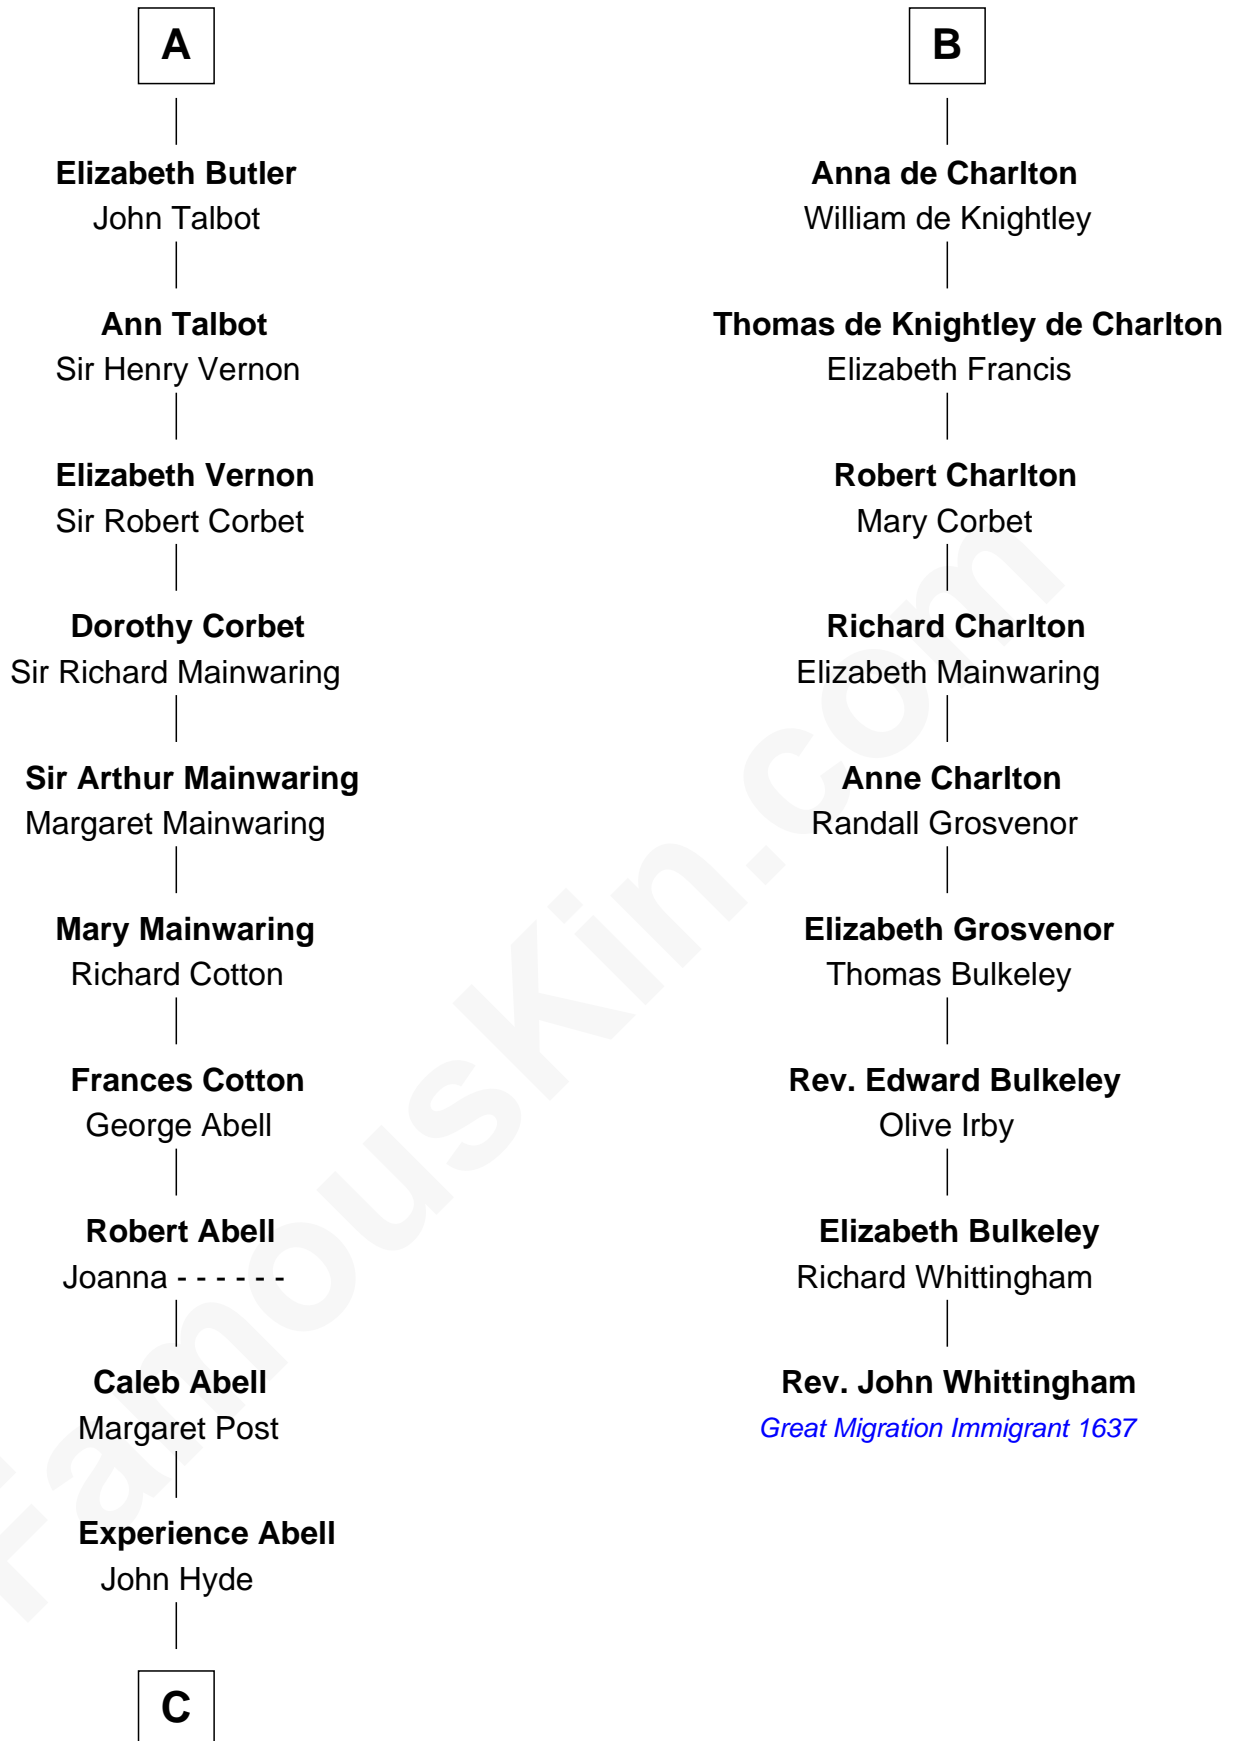 A
Elizabeth Butler
John Talbot
Ann Talbot
Sir Henry Vernon
Elizabeth Vernon
Sir Robert Corbet
Dorothy Corbet
Sir Richard Mainwaring
Sir Arthur Mainwaring
Margaret Mainwaring
Mary Mainwaring
Richard Cotton
Frances Cotton
George Abell
Robert Abell
Joanna - - - - - -
Caleb Abell
Margaret Post
Experience Abell
John Hyde
C
B
Anna de Charlton
William de Knightley
Thomas de Knightley de Charlton
Elizabeth Francis
Robert Charlton
Mary Corbet
Richard Charlton
Elizabeth Mainwaring
Anne Charlton
Randall Grosvenor
Elizabeth Grosvenor
Thomas Bulkeley
Rev. Edward Bulkeley
Olive Irby
Elizabeth Bulkeley
Richard Whittingham
Rev. John Whittingham
Great Migration Immigrant 1637
FamousKin.com